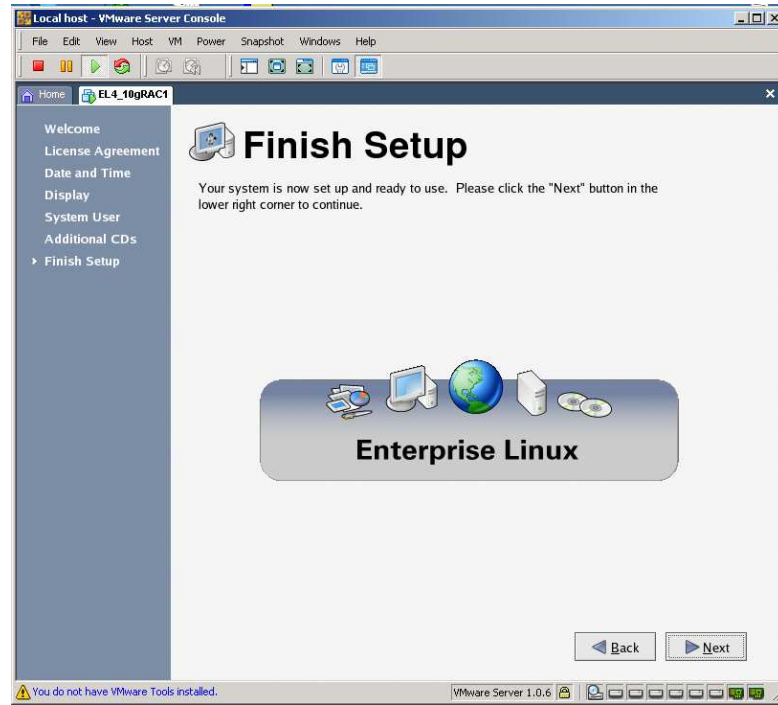 Local host - VMware Server Console
File Edit View Host VM Power Snapshot Windows Help
Home EL4_10gRAC1
Welcome
License Agreement
Date and Time
Display
System User
Additional CDs
Finish Setup
Finish Setup
Your system is now set up and ready to use. Please click the "Next" button in the
lower right corner to continue.
Enterprise Linux
Back Next
You do not have VMware Tools installed.
VMware Server 1.0.6